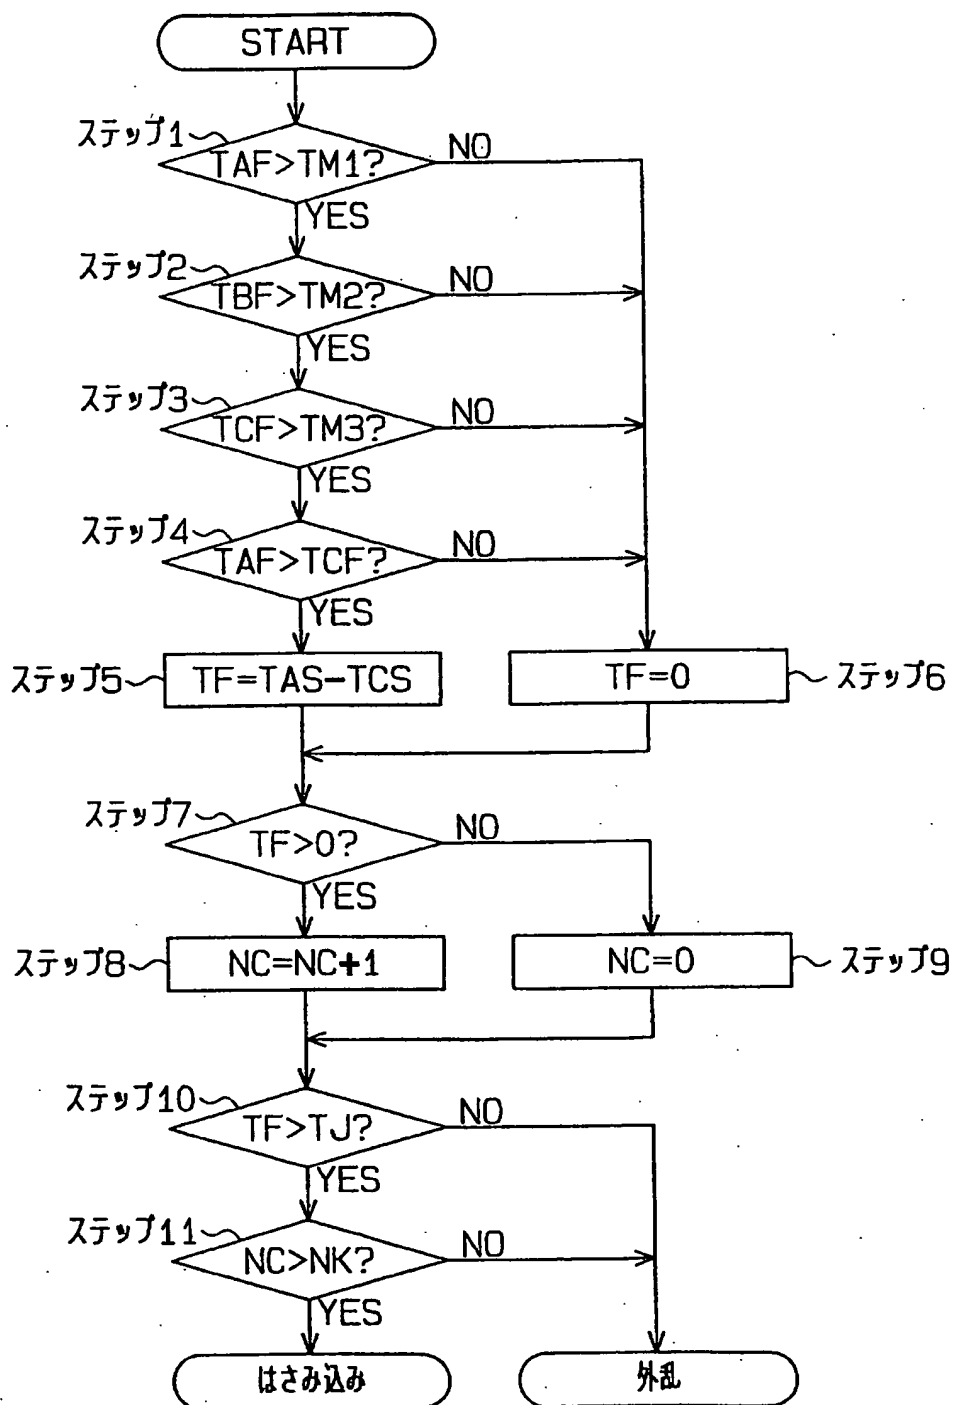 START
ステップ1
TAF>TM1?
NO
YES
ステップ2
TBF>TM2?
NO
YES
ステップ3
TCF>TM3?
NO
YES
ステップ4
TAF>TCF?
NO
YES
ステップ5
TF=TAS-TCS
TF=0
ステップ6
ステップ7
TF>0?
NO
YES
ステップ8
NC=NC+1
NC=0
ステップ9
ステップ10
TF>TJ?
NO
YES
ステップ11
NC>NK?
NO
YES
はさみ込み
外乱